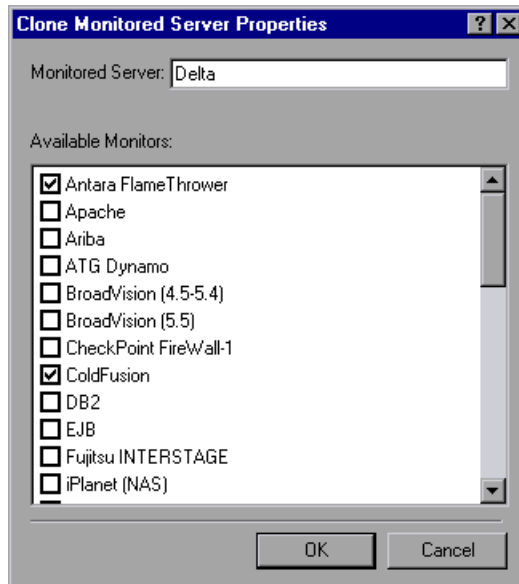 Clone Monitored Server Properties
Monitored Server: Delta
Available Monitors:
Antara FlameThrower
Apache
Ariba
ATG Dynamo
BroadVision (4.5-5.4)
BroadVision (5.5)
CheckPoint FireWall-1
ColdFusion
DB2
EJB
Fujitsu INTERSTAGE
iPlanet (NAS)
OK Cancel